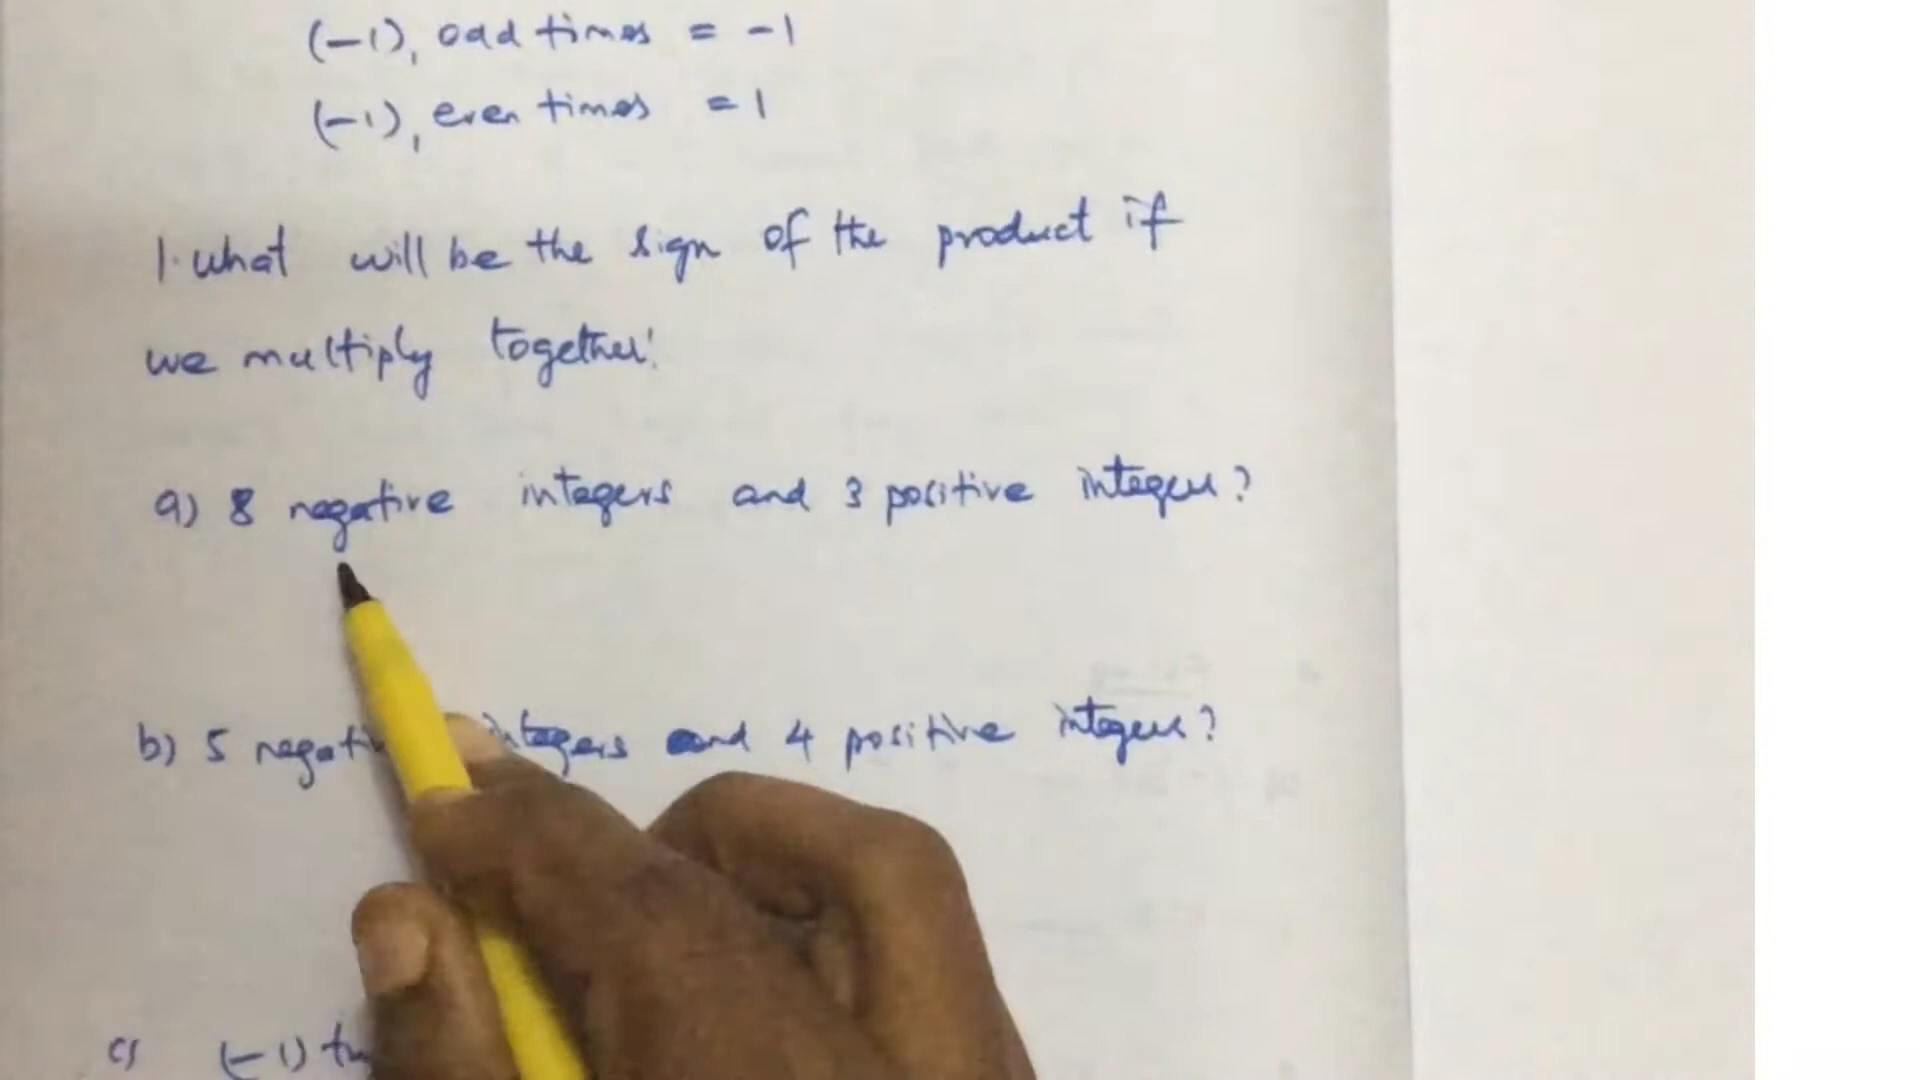 (-1), odd times = -1
(-1), even times = 1
1. what will be the sign of the product if
we multiply together:
a) 8 negative integers and 3 positive integers?
b) 5 integers and 4 positive integers?
c) (-1)